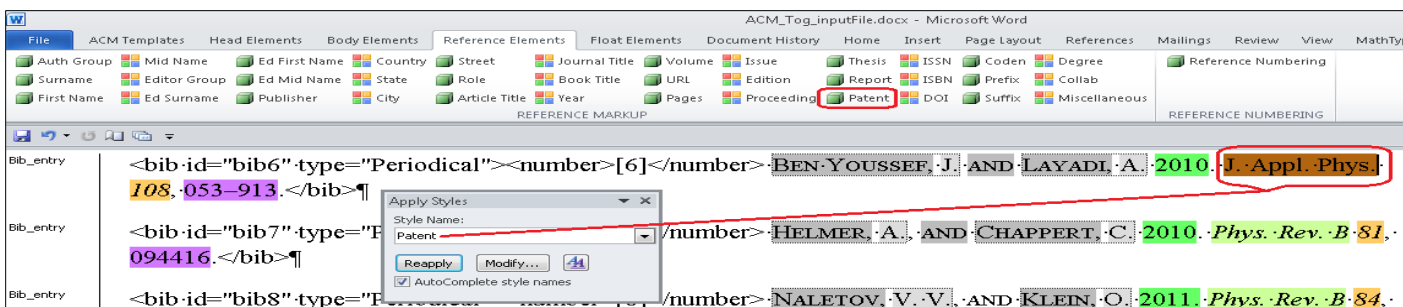 W ACM_Tog_inputFile.docx - Microsoft Word
File ACM Templates Head Elements Body Elements Reference Elements Float Elements Document History Home Insert Page Layout References Mailings Review View MathTy
Auth Group Mid Name Ed First Name Country Street Journal Title Volume Issue Thesis ISSN Coden Degree Reference Numbering
Surname Editor Group Ed Mid Name State Role Book Title URL Edition Report ISBN Prefix Collab
First Name Ed Surname Publisher City Article Title Year Pages Proceeding Patent DOI Suffix Miscellaneous
REFERENCE MARKUP REFERENCE NUMBERING
Bib_entry <bib·id="bib6"·type="Periodical"><number>[6]</number>·BEN·YOUSSEF,·J.·AND·LAYADI,·A.·2010.·J.·Appl.·Phys.·
108,·053–913.</bib>¶
Apply Styles
Style Name:
Patent
Reapply Modify...
AutoComplete style names
Bib_entry <bib·id="bib7"·type="P /number>·HELMER,·A.,·AND·CHAPPERT,·C.·2010.·Phys.·Rev.·B·81,·
094416.</bib>¶
Bib_entry <bib·id="bib8"·type="Periodical" number [8] /number>·NALETOV,·V.·V.,·AND·KLEIN,·O.·2011.·Phys.·Rev.·B·84,·